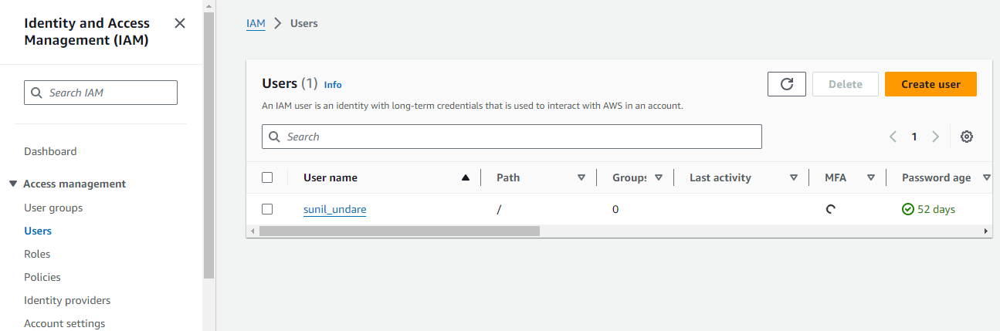 Identity and Access
Management (IAM)
Search IAM
Dashboard
Access management
User groups
Users
Roles
Policies
Identity providers
Account settings
IAM > Users
Users (1) Info
Delete
Create user
An IAM user is an identity with long-term credentials that is used to interact with AWS in an account.
Search
1
User name Path Groups Last activity MFA Password age
sunil_undare / 0 52 days